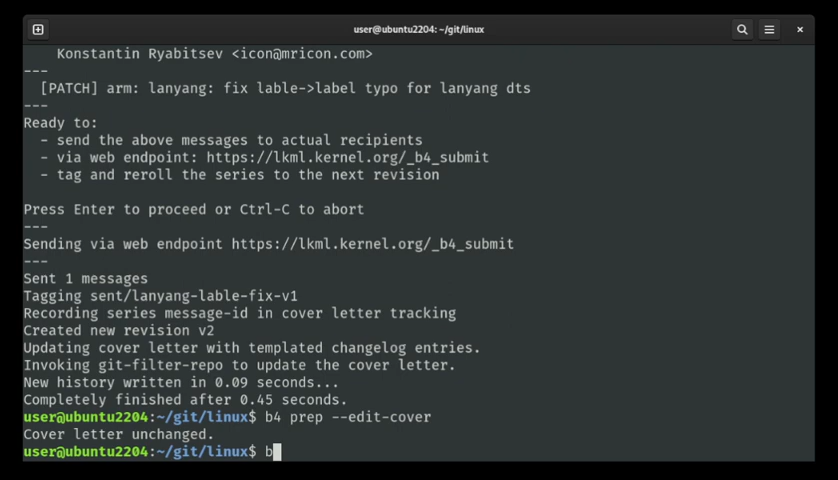 user@ubuntu2204: ~/git/linux
Konstantin Ryabitsev <icon@mricon.com>
---
[PATCH] arm: lanyang: fix lable->label typo for lanyang dts
---
Ready to:
- send the above messages to actual recipients
- via web endpoint: https://lkml.kernel.org/_b4_submit
- tag and reroll the series to the next revision
Press Enter to proceed or Ctrl-C to abort
---
Sending via web endpoint https://lkml.kernel.org/_b4_submit
---
Sent 1 messages
Tagging sent/lanyang-lable-fix-v1
Recording series message-id in cover letter tracking
Created new revision v2
Updating cover letter with templated changelog entries.
Invoking git-filter-repo to update the cover letter.
New history written in 0.09 seconds...
Completely finished after 0.45 seconds.
user@ubuntu2204:~/git/linux$ b4 prep --edit-cover
Cover letter unchanged.
user@ubuntu2204:~/git/linux$ b